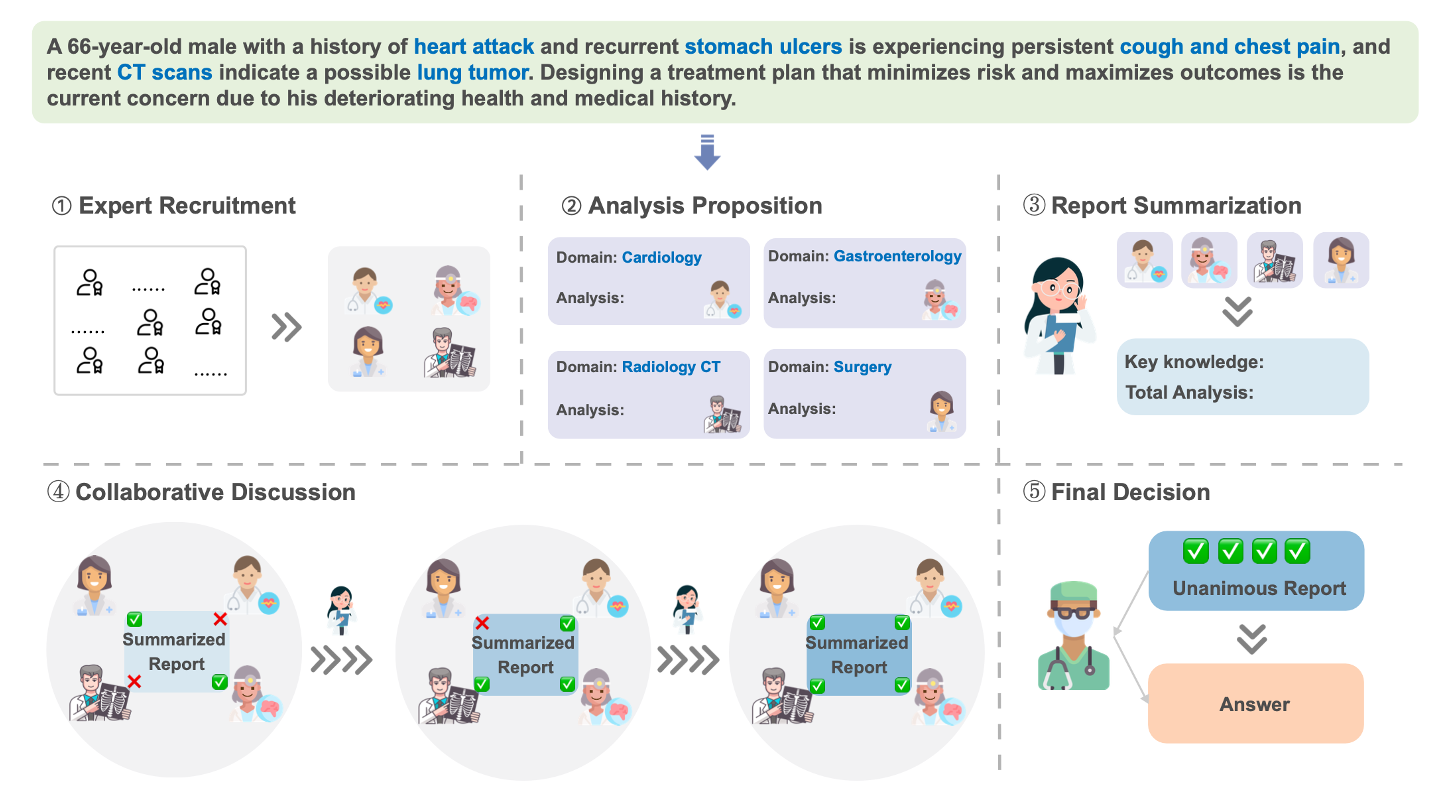 A 66-year-old male with a history of heart attack and recurrent stomach ulcers is experiencing persistent cough and chest pain, and
recent CT scans indicate a possible lung tumor. Designing a treatment plan that minimizes risk and maximizes outcomes is the
current concern due to his deteriorating health and medical history.
① Expert Recruitment
......
......
......
② Analysis Proposition
Domain: Cardiology
Analysis:
Domain: Gastroenterology
Analysis:
Domain: Radiology CT
Analysis:
Domain: Surgery
Analysis:
③ Report Summarization
Key knowledge:
Total Analysis:
④ Collaborative Discussion
Summarized
Report
Summarized
Report
Summarized
Report
⑤ Final Decision
Unanimous Report
Answer